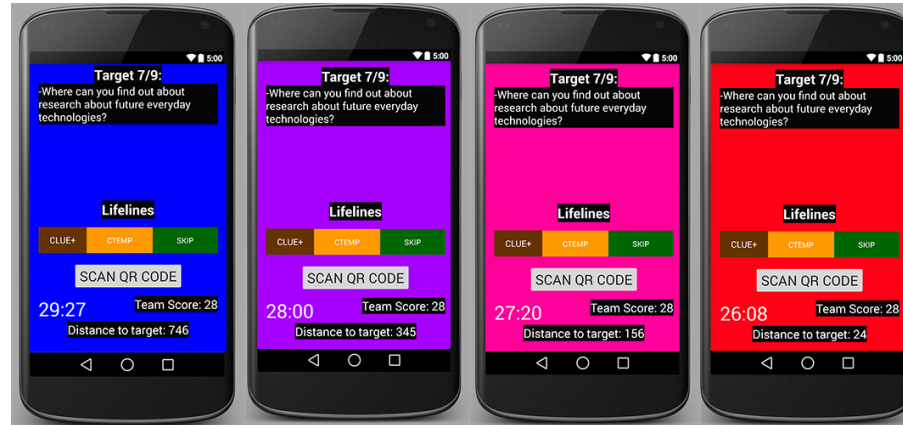 5:00
Target 7/9:
-Where can you find out about
research about future everyday
technologies?
Lifelines
CLUE+ CTEMP SKIP
SCAN QR CODE
29:27 Team Score: 28
Distance to target: 746
5:00
Target 7/9:
-Where can you find out about
research about future everyday
technologies?
Lifelines
CLUE+ CTEMP SKIP
SCAN QR CODE
28:00 Team Score: 28
Distance to target: 345
5:00
Target 7/9:
-Where can you find out about
research about future everyday
technologies?
Lifelines
CLUE+ CTEMP SKIP
SCAN QR CODE
27:20 Team Score: 28
Distance to target: 156
5:00
Target 7/9:
-Where can you find out about
research about future everyday
technologies?
Lifelines
CLUE+ CTEMP SKIP
SCAN QR CODE
26:08 Team Score: 28
Distance to target: 24